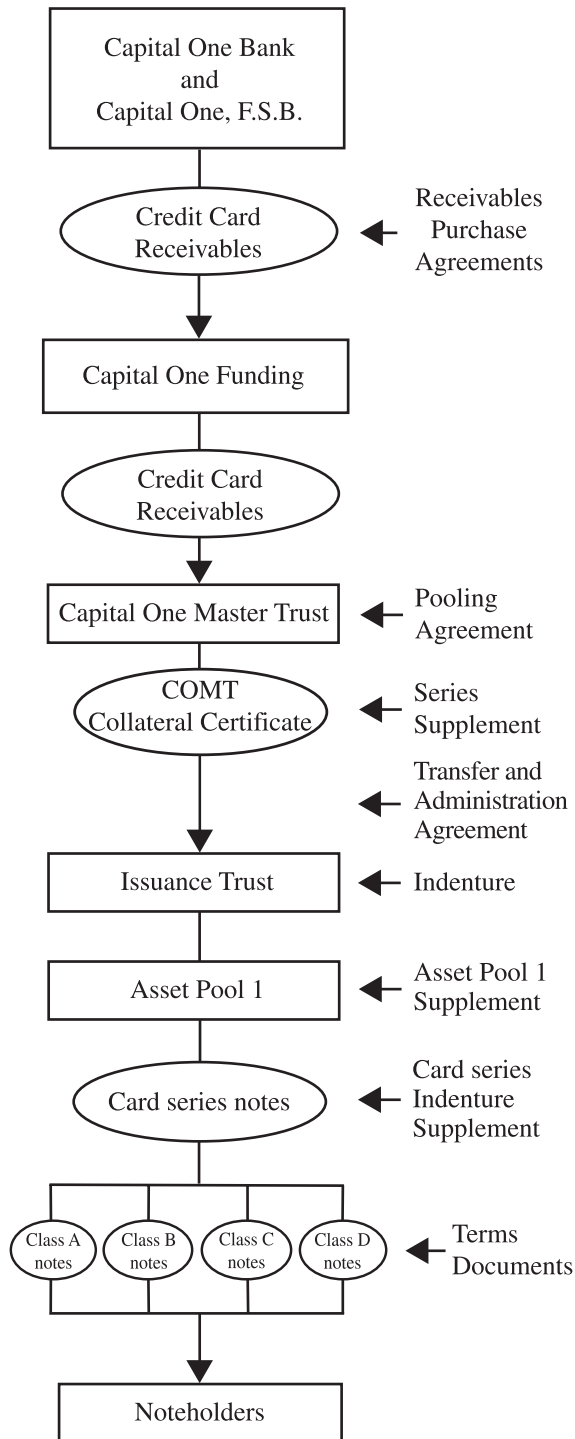 Capital One Bank
and
Capital One, F.S.B.
Credit Card
Receivables
Receivables
Purchase
Agreements
Capital One Funding
Credit Card
Receivables
Capital One Master Trust
Pooling
Agreement
COMT
Collateral Certificate
Series
Supplement
Transfer and
Administration
Agreement
Issuance Trust
Indenture
Asset Pool 1
Asset Pool 1
Supplement
Card series notes
Card series
Indenture
Supplement
Class A
notes
Class B
notes
Class C
notes
Class D
notes
Terms
Documents
Noteholders